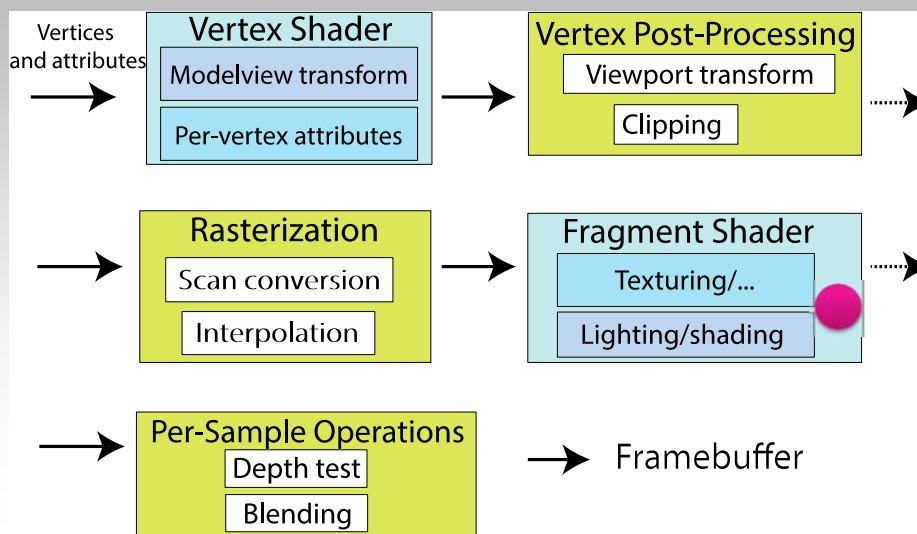 Vertices
and attributes
Vertex Shader
Modelview transform
Per-vertex attributes
Vertex Post-Processing
Viewport transform
Clipping
Rasterization
Scan conversion
Interpolation
Fragment Shader
Texturing/...
Lighting/shading
Per-Sample Operations
Depth test
Blending
Framebuffer